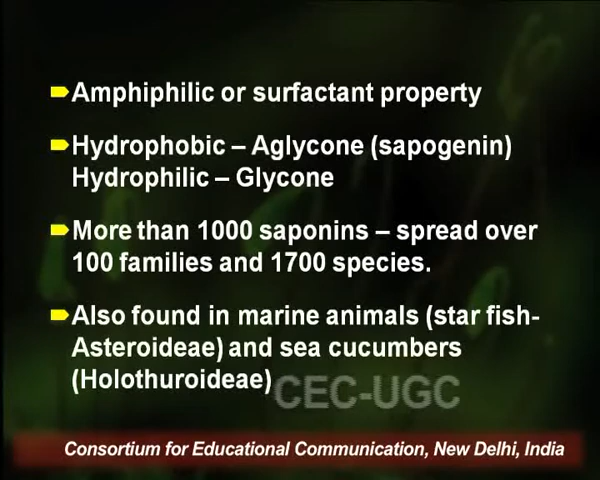 Amphiphilic or surfactant property
Hydrophobic – Aglycone (sapogenin)
Hydrophilic – Glycone
More than 1000 saponins – spread over
100 families and 1700 species.
Also found in marine animals (star fish-
Asteroideae) and sea cucumbers
(Holothuroideae)
CEC-UGC
Consortium for Educational Communication, New Delhi, India